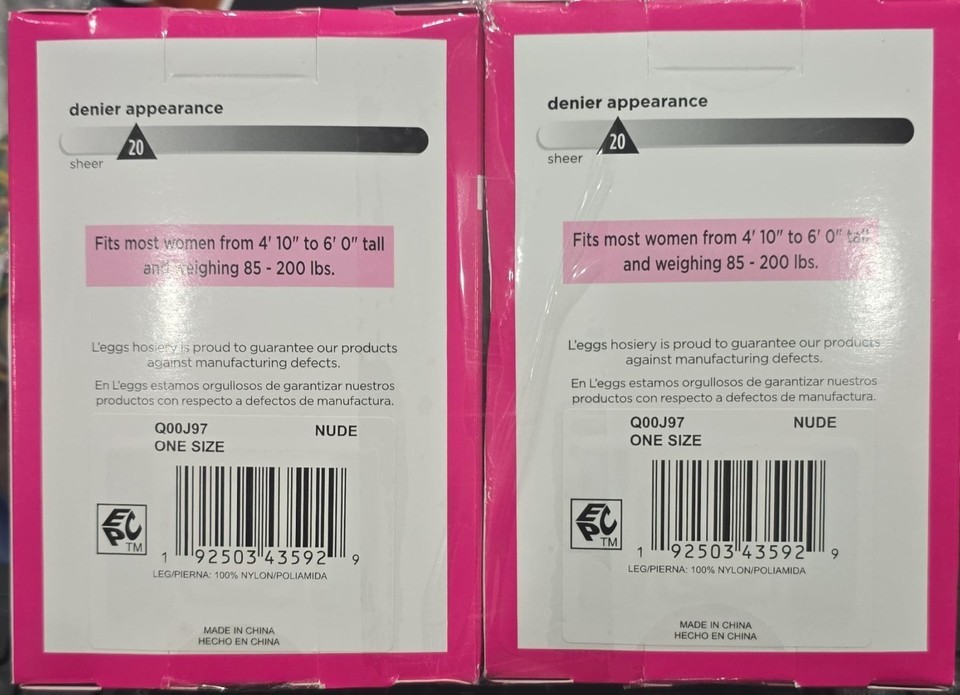 denier appearance
20
sheer
Fits most women from 4' 10" to 6' 0" tall
and weighing 85 - 200 lbs.
L'eggs hosiery is proud to guarantee our products
against manufacturing defects.
En L'eggs estamos orgullosos de garantizar nuestros
productos con respecto a defectos de manufactura.
Q00J97 NUDE
ONE SIZE
EPC TM
1 92503 43592 9
LEG/PIERNA: 100% NYLON/POLIAMIDA
MADE IN CHINA
HECHO EN CHINA
denier appearance
20
sheer
Fits most women from 4' 10" to 6' 0" tall
and weighing 85 - 200 lbs.
L'eggs hosiery is proud to guarantee our products
against manufacturing defects.
En L'eggs estamos orgullosos de garantizar nuestros
productos con respecto a defectos de manufactura.
Q00J97 NUDE
ONE SIZE
EPC TM
1 92503 43592 9
LEG/PIERNA: 100% NYLON/POLIAMIDA
MADE IN CHINA
HECHO EN CHINA